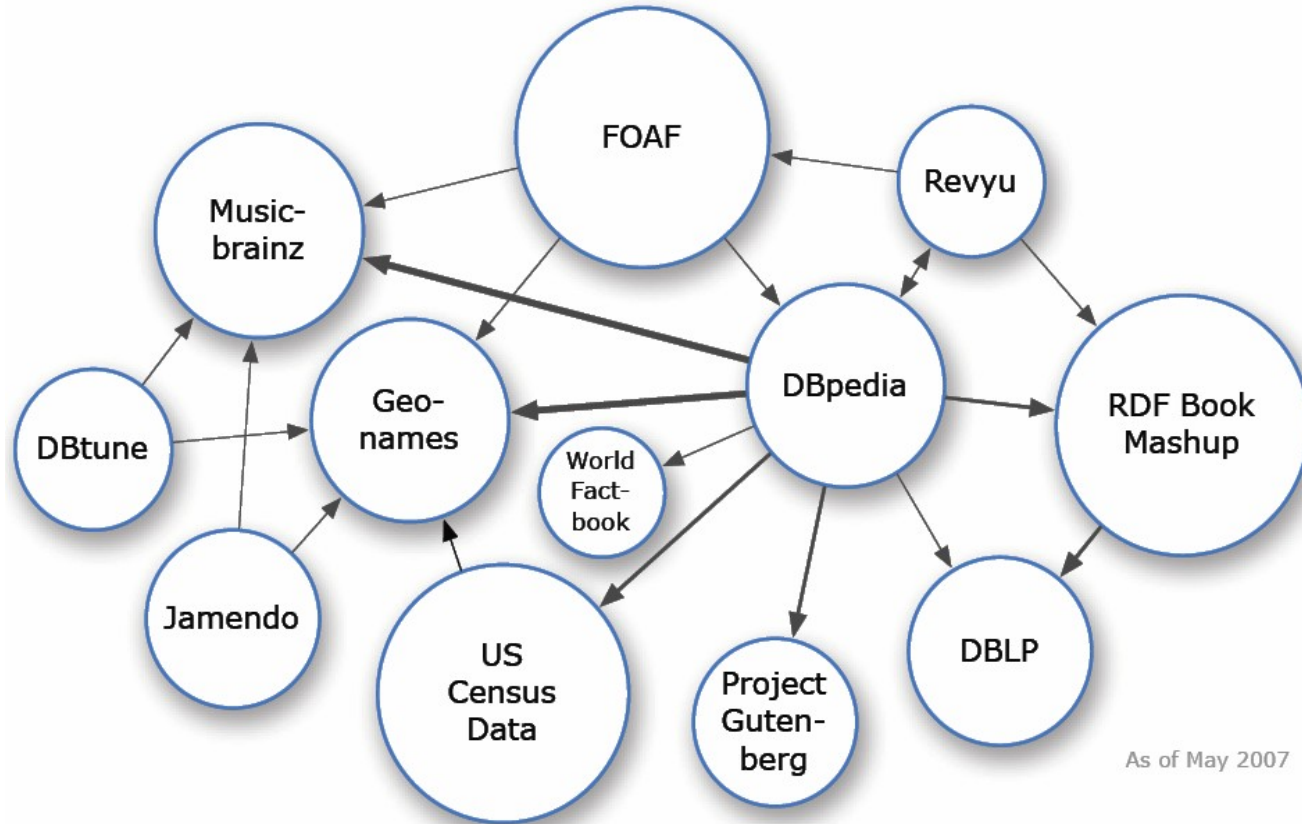 FOAF
Revyu
Music-
brainz
DBpedia
RDF Book
Mashup
Geo-
names
DBtune
World
Fact-
book
Jamendo
US
Census
Data
Project
Guten-
berg
DBLP
As of May 2007